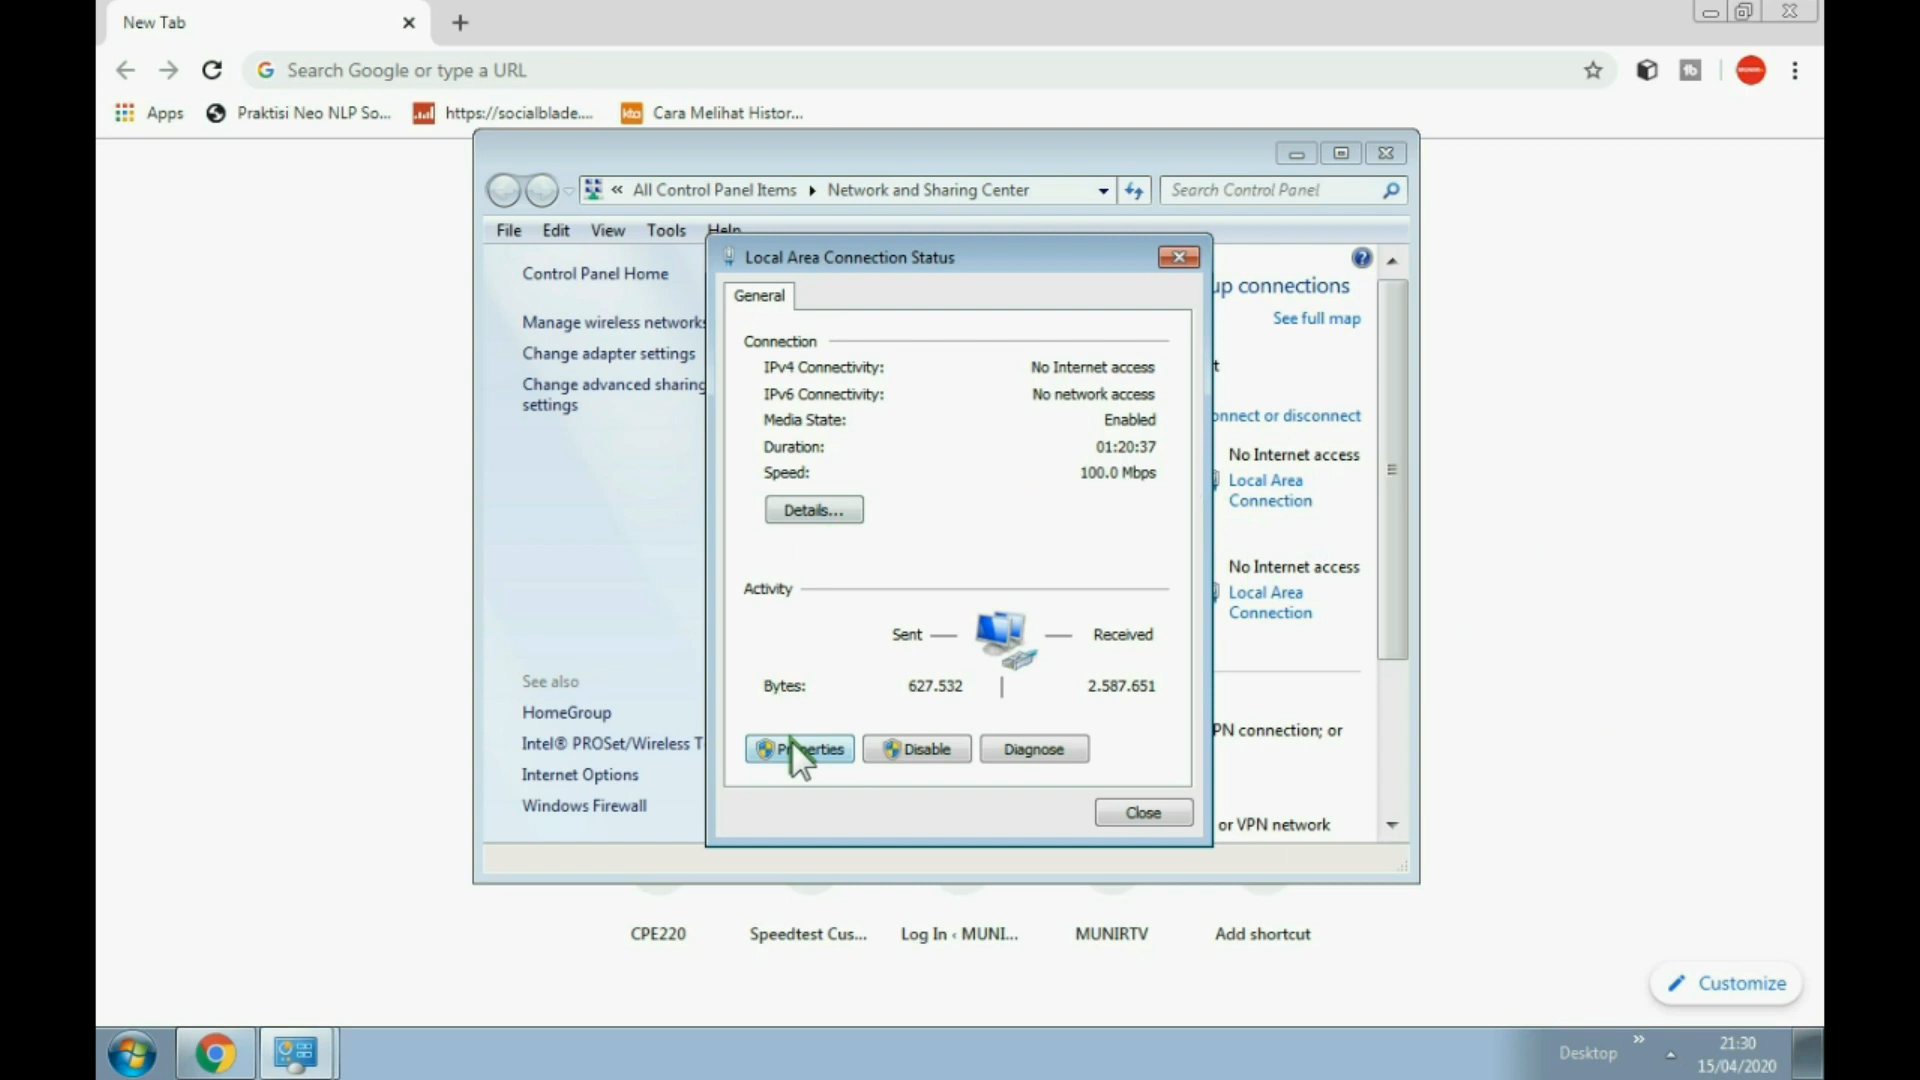 New Tab
Search Google or type a URL
Apps
Praktisi Neo NLP So...
https://socialblade....
Cara Melihat Histor...
« All Control Panel Items
Network and Sharing Center
Search Control Panel
File Edit View Tools Help
Local Area Connection Status
General
Control Panel Home
Manage wireless networks
Change adapter settings
Change advanced sharing
settings
See also
HomeGroup
Intel® PROSet/Wireless T
Internet Options
Windows Firewall
Connection
IPv4 Connectivity: No Internet access
IPv6 Connectivity: No network access
Media State: Enabled
Duration: 01:20:37
Speed: 100.0 Mbps
Details...
Activity
Sent Received
Bytes: 627.532 2.587.651
Disable
Diagnose
Close
up connections
See full map
t
onnect or disconnect
No Internet access
Local Area
Connection
No Internet access
Local Area
Connection
PN connection; or
or VPN network
CPE220
Speedtest Cus...
Log In ‹ MUNI...
MUNIRTV
Add shortcut
Customize
Desktop
21:30
15/04/2020